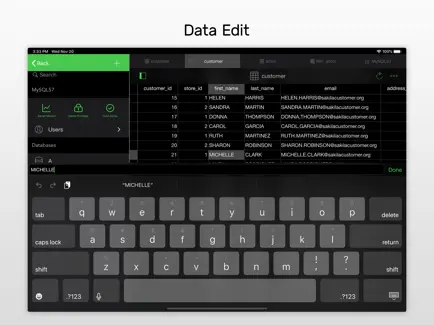 Data Edit
2:33 PM Wed Nov 20
Back
customer
MySQL57
Search
customer
MySQL57
customer_id store_id first_name last_name email address
15 1 HELEN HARRIS HELEN.HARRIS@sakilacustomer.org
16 2 SANDRA MARTIN SANDRA.MARTIN@sakilacustomer.org
17 1 DONNA THOMPSON DONNA.THOMPSON@sakilacustomer.org
18 2 CAROL GARCIA CAROL.GARCIA@sakilacustomer.org
19 1 RUTH MARTINEZ RUTH.MARTINEZ@sakilacustomer.org
20 2 SHARON ROBINSON SHARON.ROBINSON@sakilacustomer.org
21 1 MICHELLE CLARK MICHELLE.CLARK@sakilacustomer.org
Users
Databases
MICHELLE Done
"MICHELLE"
tab q w e r t y u i o p delete
caps lock a s d f g h j k l return
shift z x c v b n m ! , ? . shift
.?123 .?123